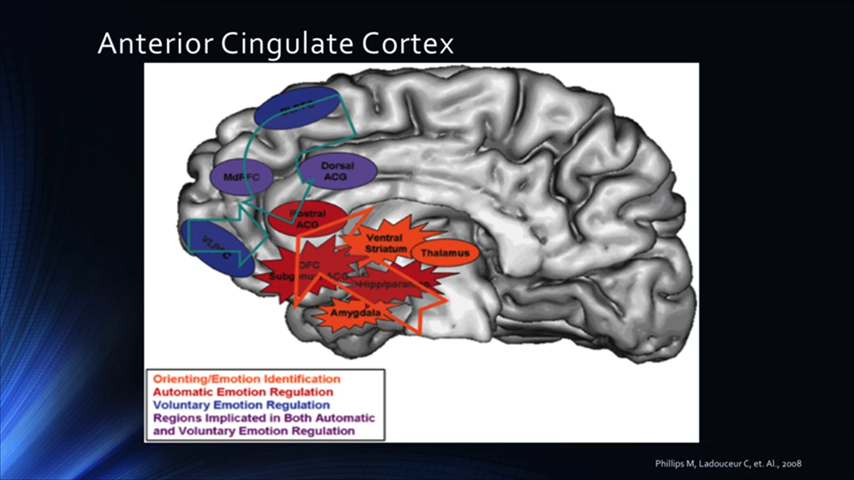 Anterior Cingulate Cortex
Dorsal
ACG
Rostral
ACG
Ventral
Striatum
Thalamus
OFC
Amygdala
Orienting/Emotion Identification
Automatic Emotion Regulation
Voluntary Emotion Regulation
Regions Implicated in Both Automatic
and Voluntary Emotion Regulation
Phillips M, Ladouceur C, et. Al., 2008